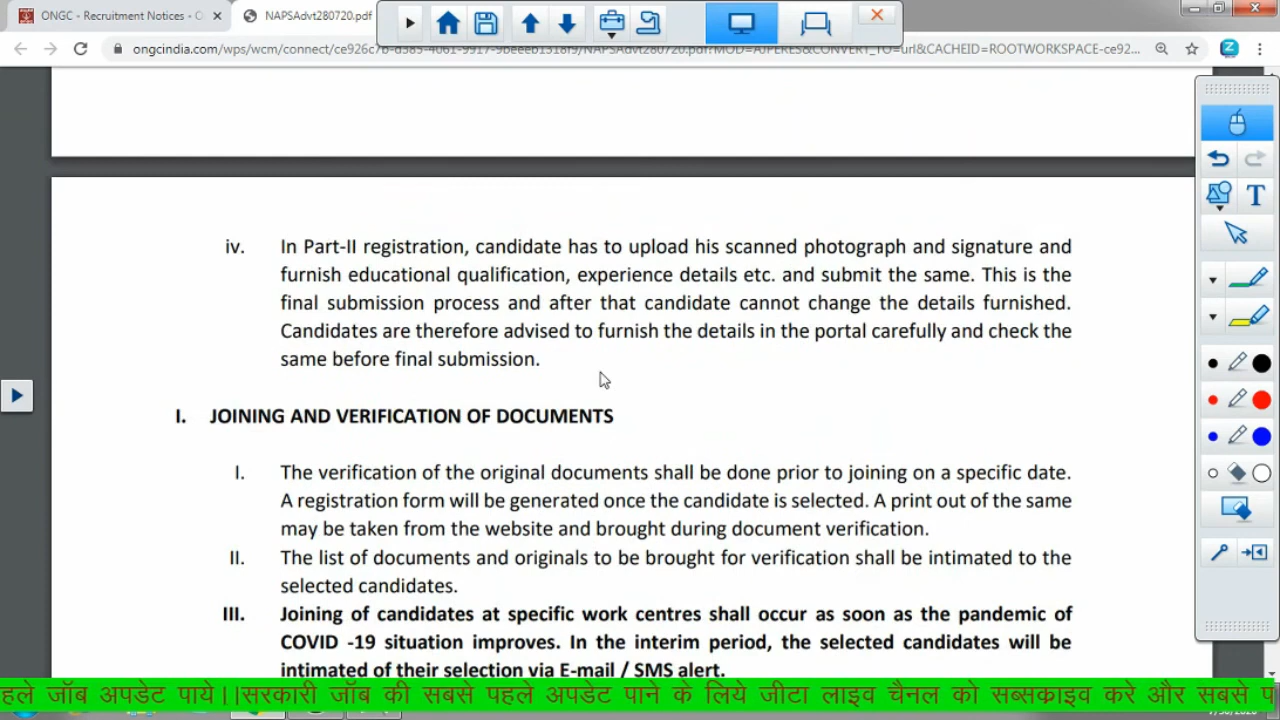 ONGC - Recruitment Notices - O
NAPSAdvt280720.pdf
ongcindia.com/wps/wcm/connect/ce926c76-d385-4061-9917-9beeeb1318f9/NAPSAdvt280720.pdf?MOD=AJPERES&CONVERT_TO=url&CACHEID=ROOTWORKSPACE-ce92...
iv. In Part-II registration, candidate has to upload his scanned photograph and signature and
furnish educational qualification, experience details etc. and submit the same. This is the
final submission process and after that candidate cannot change the details furnished.
Candidates are therefore advised to furnish the details in the portal carefully and check the
same before final submission.
I. JOINING AND VERIFICATION OF DOCUMENTS
I. The verification of the original documents shall be done prior to joining on a specific date.
A registration form will be generated once the candidate is selected. A print out of the same
may be taken from the website and brought during document verification.
II. The list of documents and originals to be brought for verification shall be intimated to the
selected candidates.
III. Joining of candidates at specific work centres shall occur as soon as the pandemic of
COVID -19 situation improves. In the interim period, the selected candidates will be
intimated of their selection via E-mail / SMS alert.
T
हले जॉब अपडेट पाये||सरकारी जॉब की सबसे पहले अपडेट पाने के लिये जीटा लाइव चैनल को सब्सक्राइव करे और सबसे प